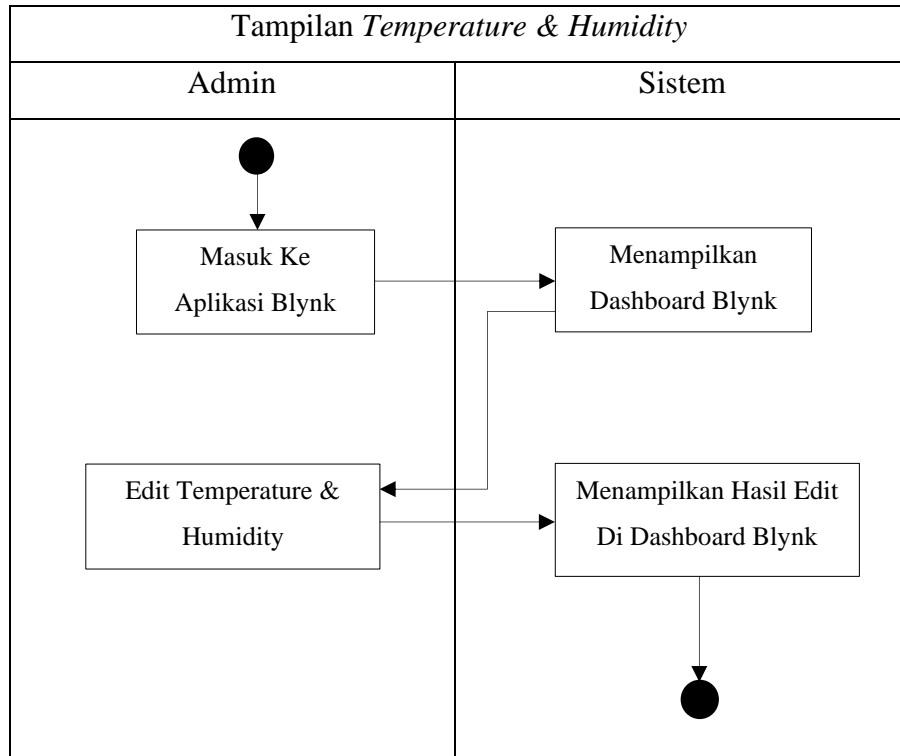 Tampilan Temperature & Humidity
Admin
Sistem
Masuk Ke
Aplikasi Blynk
Menampilkan
Dashboard Blynk
Edit Temperature &
Humidity
Menampilkan Hasil Edit
Di Dashboard Blynk